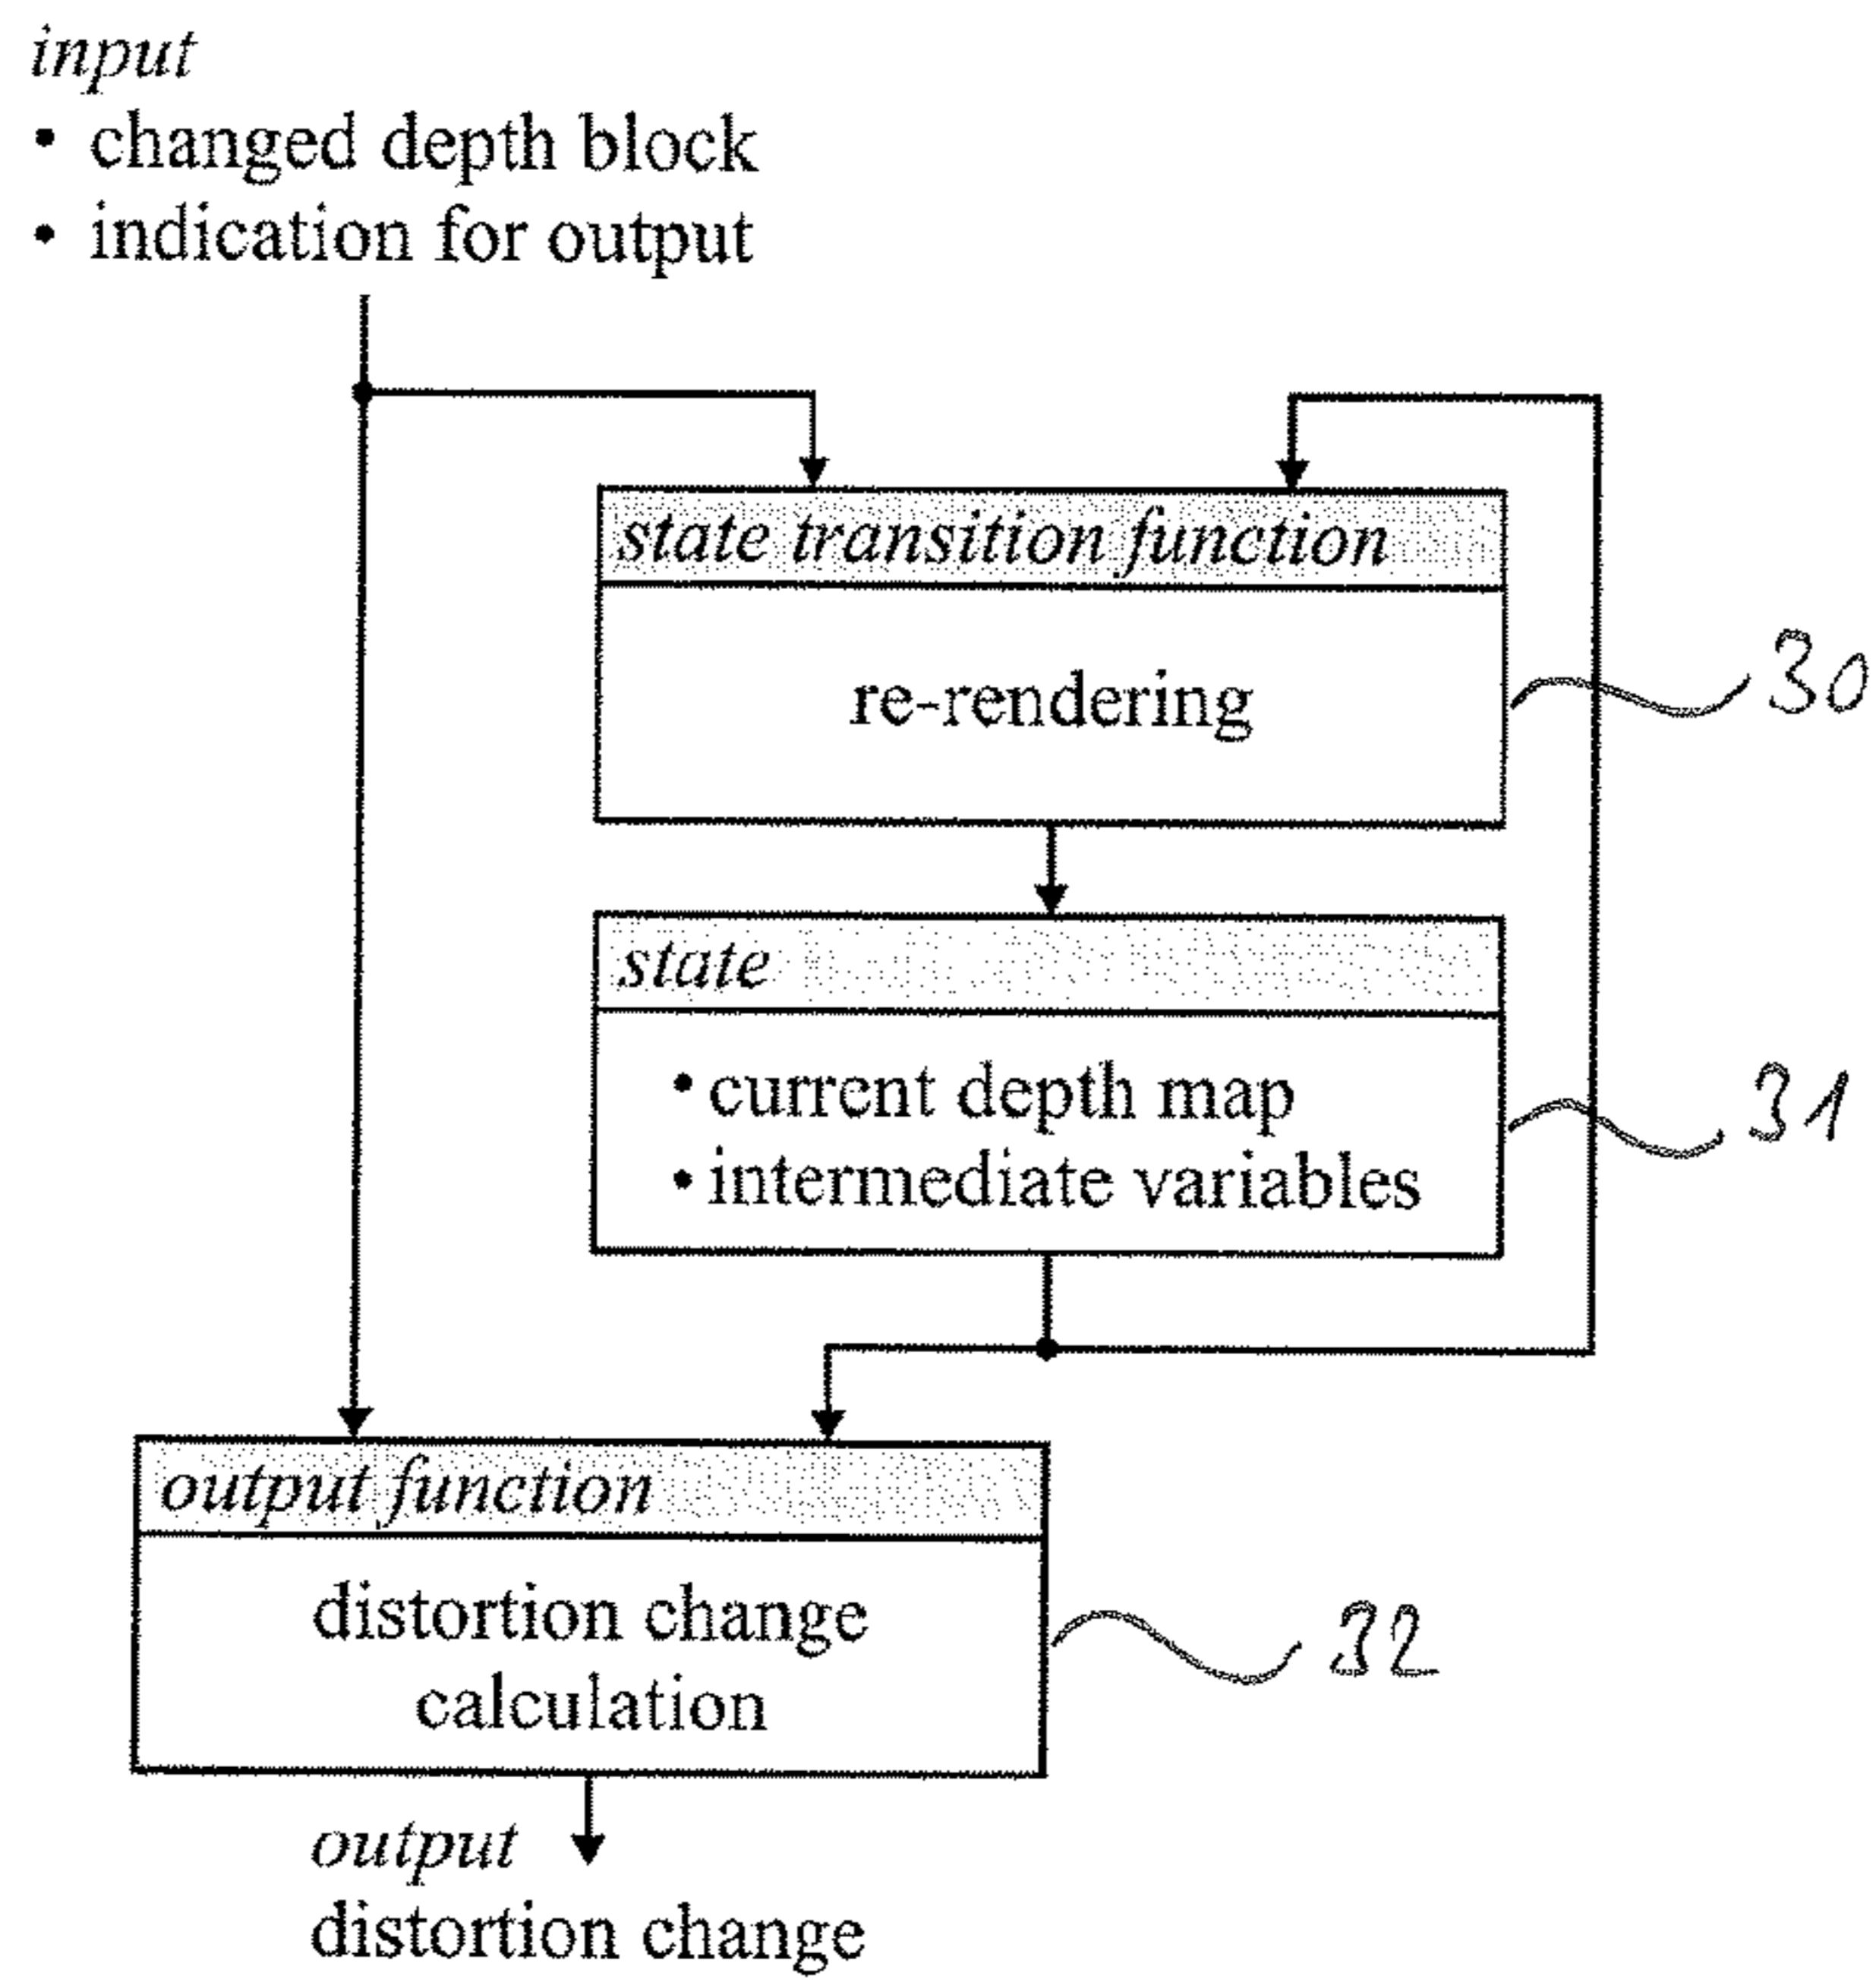 input
• changed depth block
• indication for output
state transition function
re-rendering
30
state
• current depth map
• intermediate variables
31
output function
distortion change
calculation
32
output
distortion change